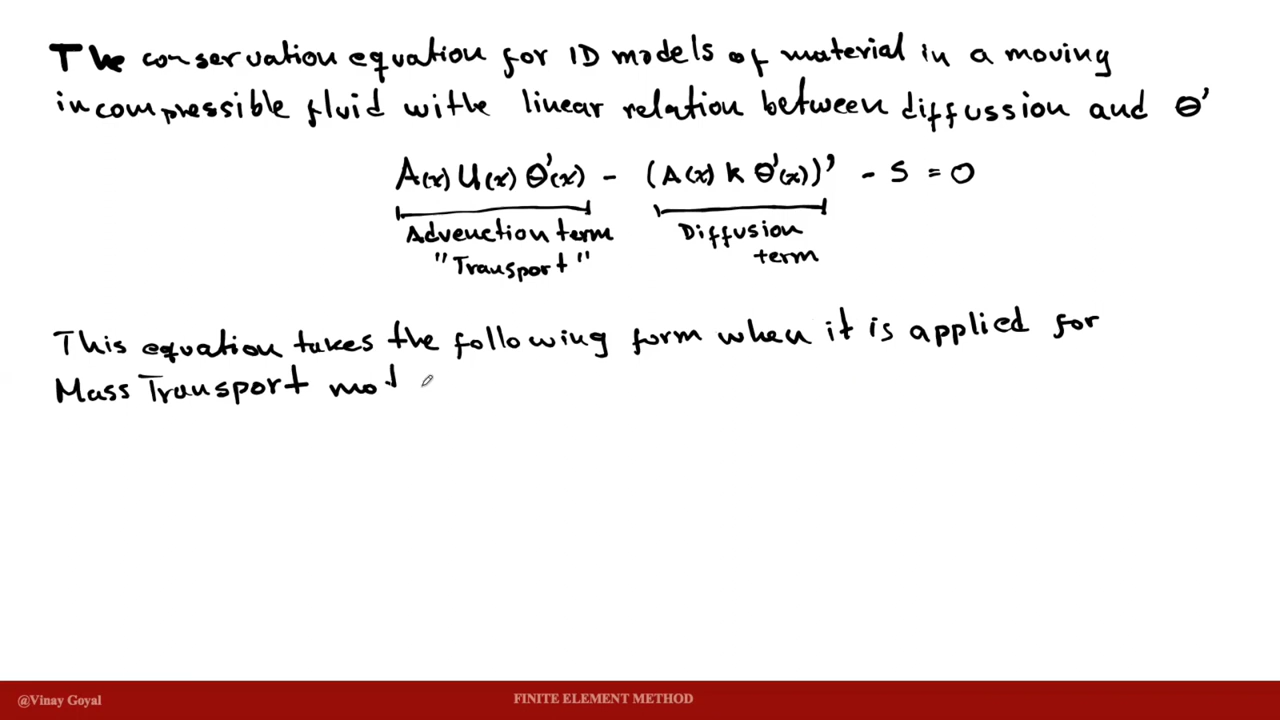 The conservation equation for 1D models of material in a moving
incompressible fluid withe linear relation between diffussion and θ'
A(x) U(x) θ'(x) - (A(x) k θ'(x))' - S = 0
Advenction term Diffusion
"Transport" term
This equation takes the following form when it is applied for
Mass Transport mod
@Vinay Goyal FINITE ELEMENT METHOD